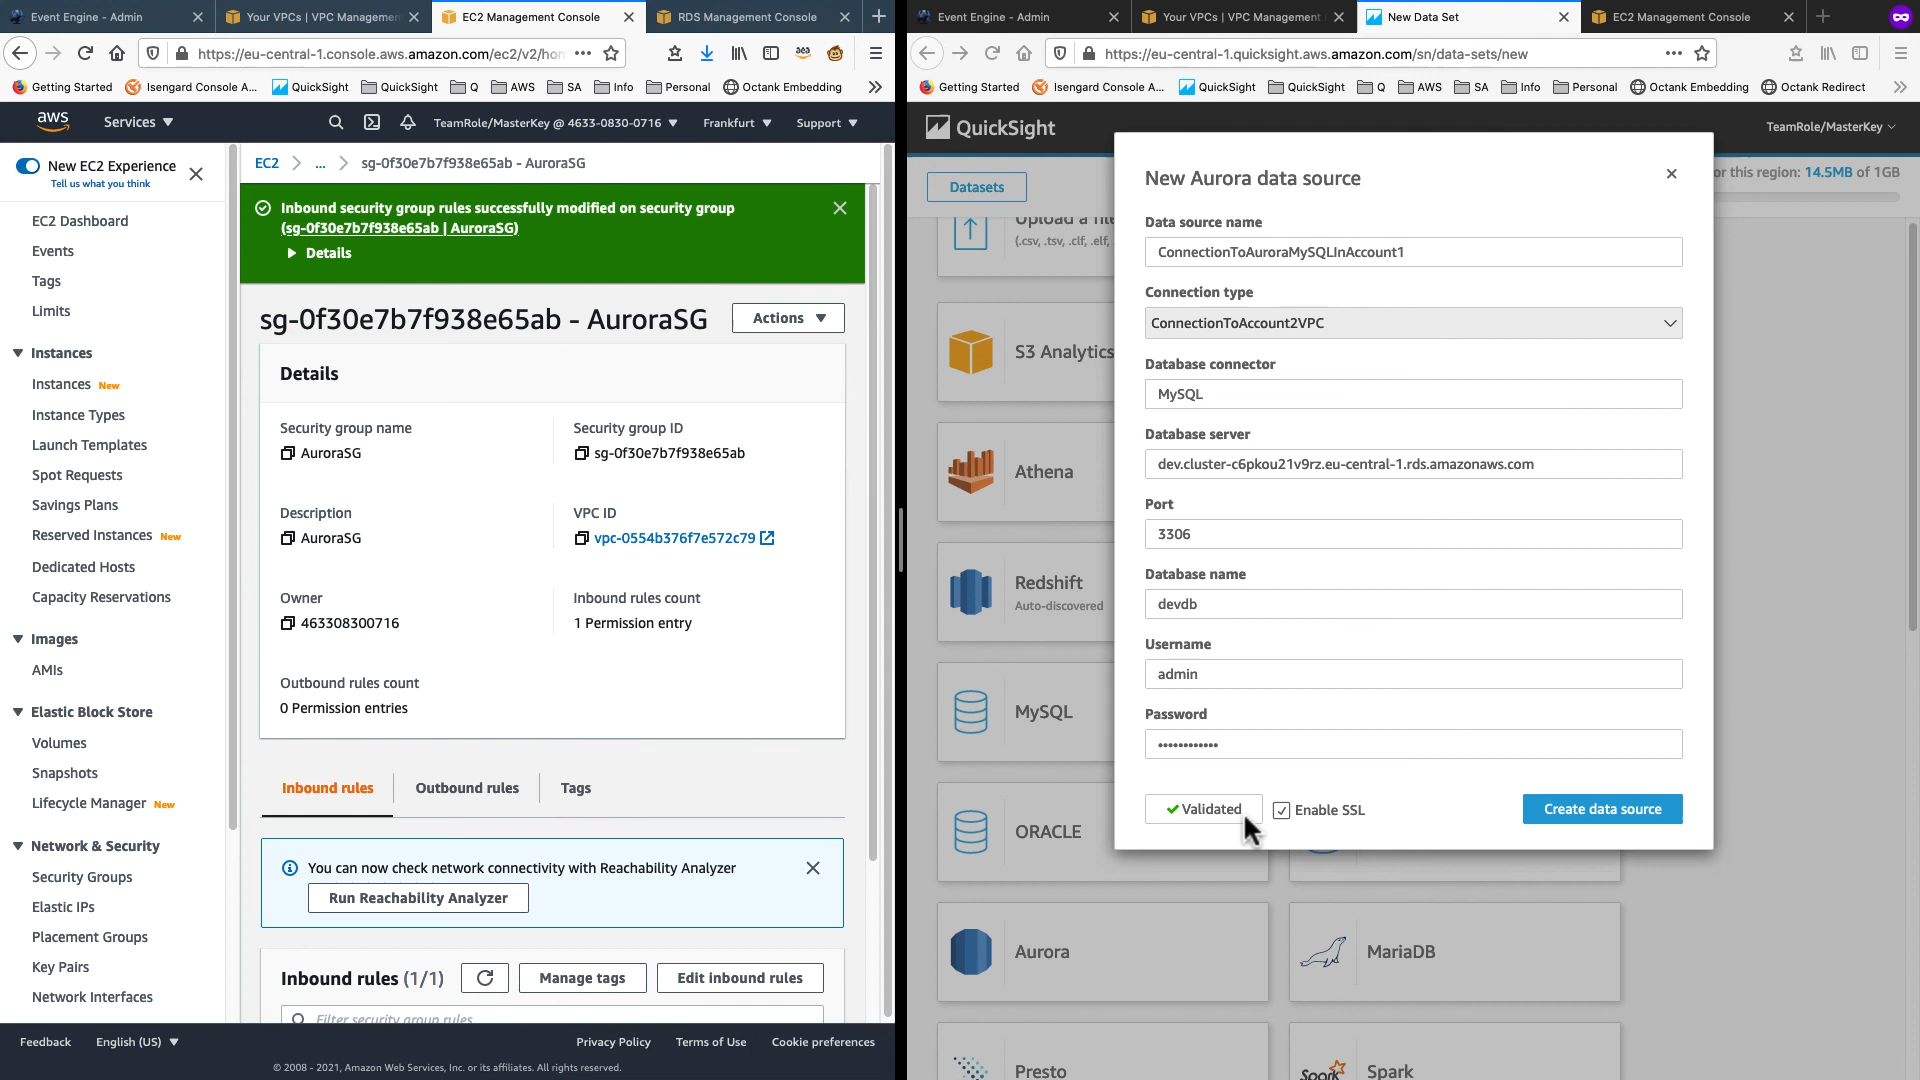 Event Engine - Admin
Your VPCs | VPC Managemen
EC2 Management Console
RDS Management Console
https://eu-central-1.console.aws.amazon.com/ec2/v2/hom
Getting Started
Isengard Console A...
QuickSight
QuickSight
Q
AWS
SA
Info
Personal
Octank Embedding
aws
Services
TeamRole/MasterKey @ 4633-0830-0716
Frankfurt
Support
New EC2 Experience
Tell us what you think
EC2 Dashboard
Events
Tags
Limits
Instances
Instances New
Instance Types
Launch Templates
Spot Requests
Savings Plans
Reserved Instances New
Dedicated Hosts
Capacity Reservations
Images
AMIs
Elastic Block Store
Volumes
Snapshots
Lifecycle Manager New
Network & Security
Security Groups
Elastic IPs
Placement Groups
Key Pairs
Network Interfaces
EC2
...
sg-0f30e7b7f938e65ab - AuroraSG
Inbound security group rules successfully modified on security group
(sg-0f30e7b7f938e65ab | AuroraSG)
Details
sg-0f30e7b7f938e65ab - AuroraSG
Actions
Details
Security group name
AuroraSG
Security group ID
sg-0f30e7b7f938e65ab
Description
AuroraSG
VPC ID
vpc-0554b376f7e572c79
Owner
463308300716
Inbound rules count
1 Permission entry
Outbound rules count
0 Permission entries
Inbound rules
Outbound rules
Tags
You can now check network connectivity with Reachability Analyzer
Run Reachability Analyzer
Inbound rules (1/1)
Manage tags
Edit inbound rules
Filter security group rules
Feedback
English (US)
Privacy Policy
Terms of Use
Cookie preferences
© 2008 - 2021, Amazon Web Services, Inc. or its affiliates. All rights reserved.
Event Engine - Admin
Your VPCs | VPC Management
New Data Set
EC2 Management Console
https://eu-central-1.quicksight.aws.amazon.com/sn/data-sets/new
Getting Started
Isengard Console A...
QuickSight
QuickSight
Q
AWS
SA
Info
Personal
Octank Embedding
Octank Redirect
QuickSight
TeamRole/MasterKey
Datasets
or this region: 14.5MB of 1GB
Upload a file
(.csv, .tsv, .clf, .elf,
S3 Analytics
Athena
Redshift
Auto-discovered
MySQL
ORACLE
Aurora
MariaDB
Presto
Spark
Spark
New Aurora data source
Data source name
ConnectionToAuroraMySQLInAccount1
Connection type
ConnectionToAccount2VPC
Database connector
MySQL
Database server
dev.cluster-c6pkou21v9rz.eu-central-1.rds.amazonaws.com
Port
3306
Database name
devdb
Username
admin
Password
••••••••••••
Validated
Enable SSL
Create data source